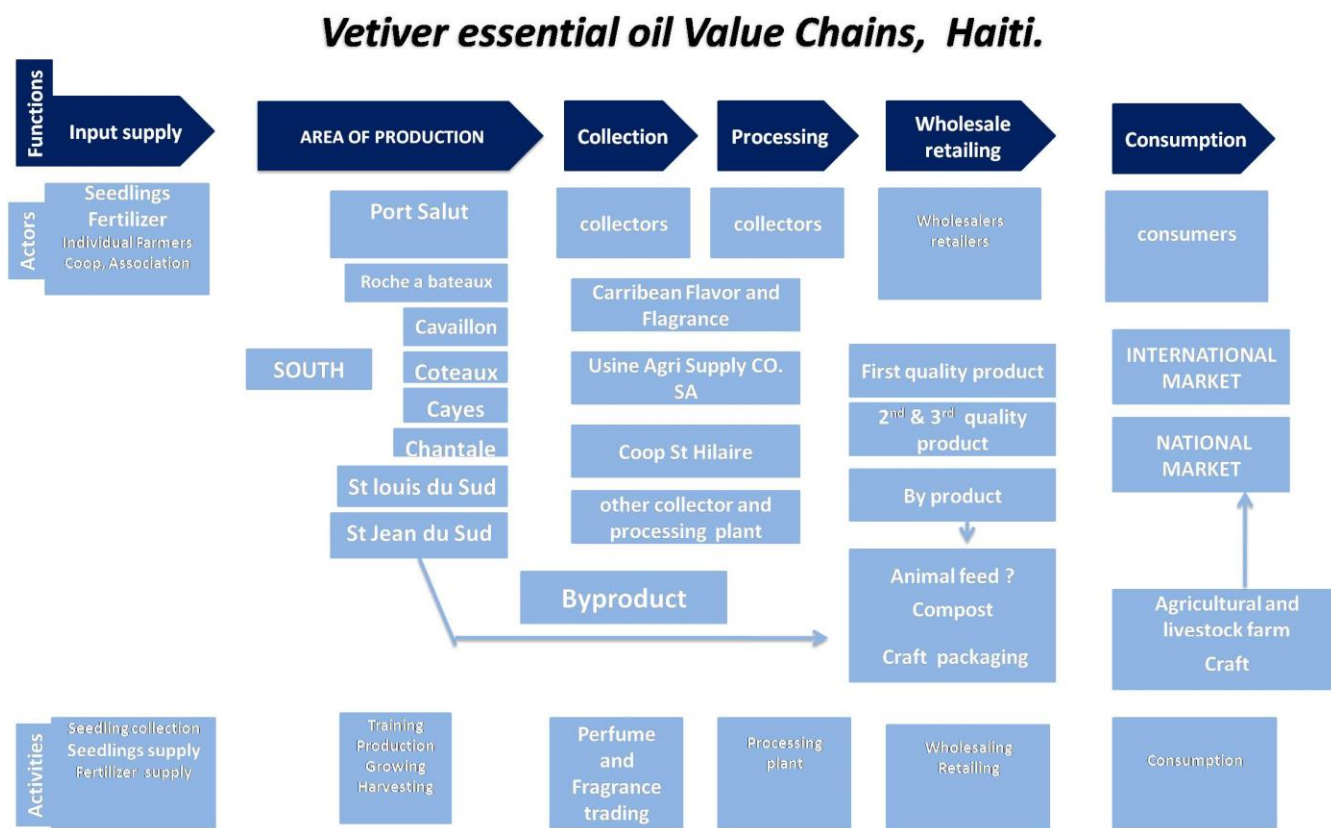 Vetiver essential oil Value Chains, Haiti.
Functions
Input supply
AREA OF PRODUCTION
Collection
Processing
Wholesale
retailing
Consumption
Actors
Seedlings
Fertilizer
Individual Farmers
Coop, Association
Port Salut
collectors
collectors
Wholesalers
retailers
consumers
Roche a bateaux
Cavaillon
SOUTH
Coteaux
Cayes
Chantale
St louis du Sud
St Jean du Sud
Carribean Flavor and
Flagrance
Usine Agri Supply CO.
SA
Coop St Hilaire
other collector and
processing plant
First quality product
2nd & 3rd quality
product
By product
INTERNATIONAL
MARKET
NATIONAL
MARKET
Byproduct
Animal feed ?
Compost
Craft packaging
Agricultural and
livestock farm
Craft
Activities
Seedling collection
Seedlings supply
Fertilizer supply
Training
Production
Growing
Harvesting
Perfume
and
Fragrance
trading
Processing
plant
Wholesaling
Retailing
Consumption